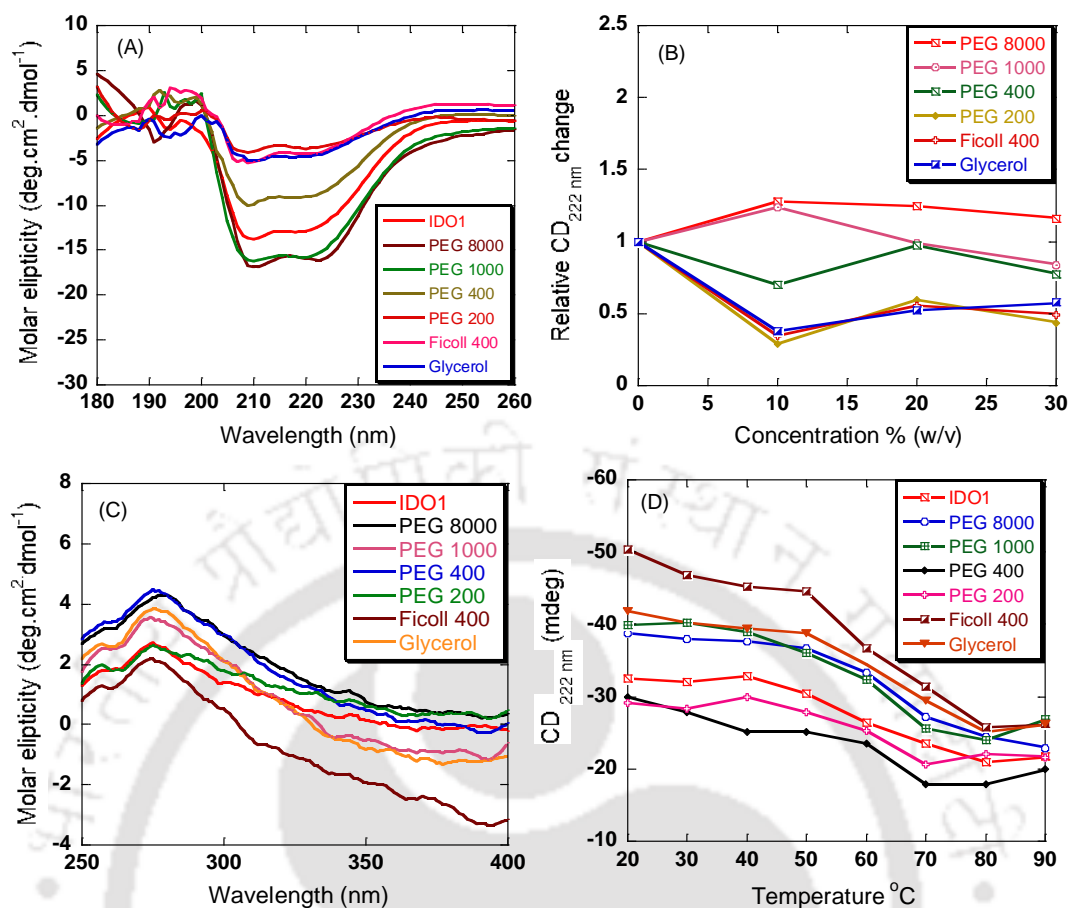 (A)
Molar elipticity (deg.cm2.dmol-1)
10
5
0
-5
-10
-15
-20
-25
-30
180 190 200 210 220 230 240 250 260
Wavelength (nm)
IDO1
PEG 8000
PEG 1000
PEG 400
PEG 200
Ficoll 400
Glycerol
(B)
Relative CD222 nm change
2.5
2
1.5
1
0.5
0
0 5 10 15 20 25 30
Concentration % (w/v)
PEG 8000
PEG 1000
PEG 400
PEG 200
Ficoll 400
Glycerol
(C)
Molar elipticity (deg.cm2.dmol-1)
8
6
4
2
0
-2
-4
250 300 350 400
Wavelength (nm)
IDO1
PEG 8000
PEG 1000
PEG 400
PEG 200
Ficoll 400
Glycerol
(D)
CD222 nm (mdeg)
-60
-50
-40
-30
-20
-10
20 30 40 50 60 70 80 90
Temperature oC
IDO1
PEG 8000
PEG 1000
PEG 400
PEG 200
Ficoll 400
Glycerol